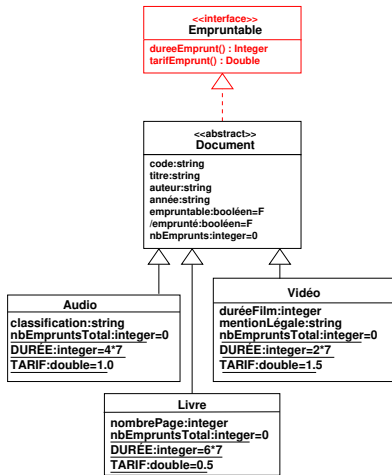 <<interface>>
Empruntable
dureeEmprunt() : Integer
tarifEmprunt() : Double
<<abstract>>
Document
code:string
titre:string
auteur:string
année:string
empruntable:booléen=F
/emprunté:booléen=F
nbEmprunts:integer=0
Audio
classification:string
nbEmpruntsTotal:integer=0
DURÉE:integer=4*7
TARIF:double=1.0
Vidéo
duréeFilm:integer
mentionLégale:string
nbEmpruntsTotal:integer=0
DURÉE:integer=2*7
TARIF:double=1.5
Livre
nombrePage:integer
nbEmpruntsTotal:integer=0
DURÉE:integer=6*7
TARIF:double=0.5